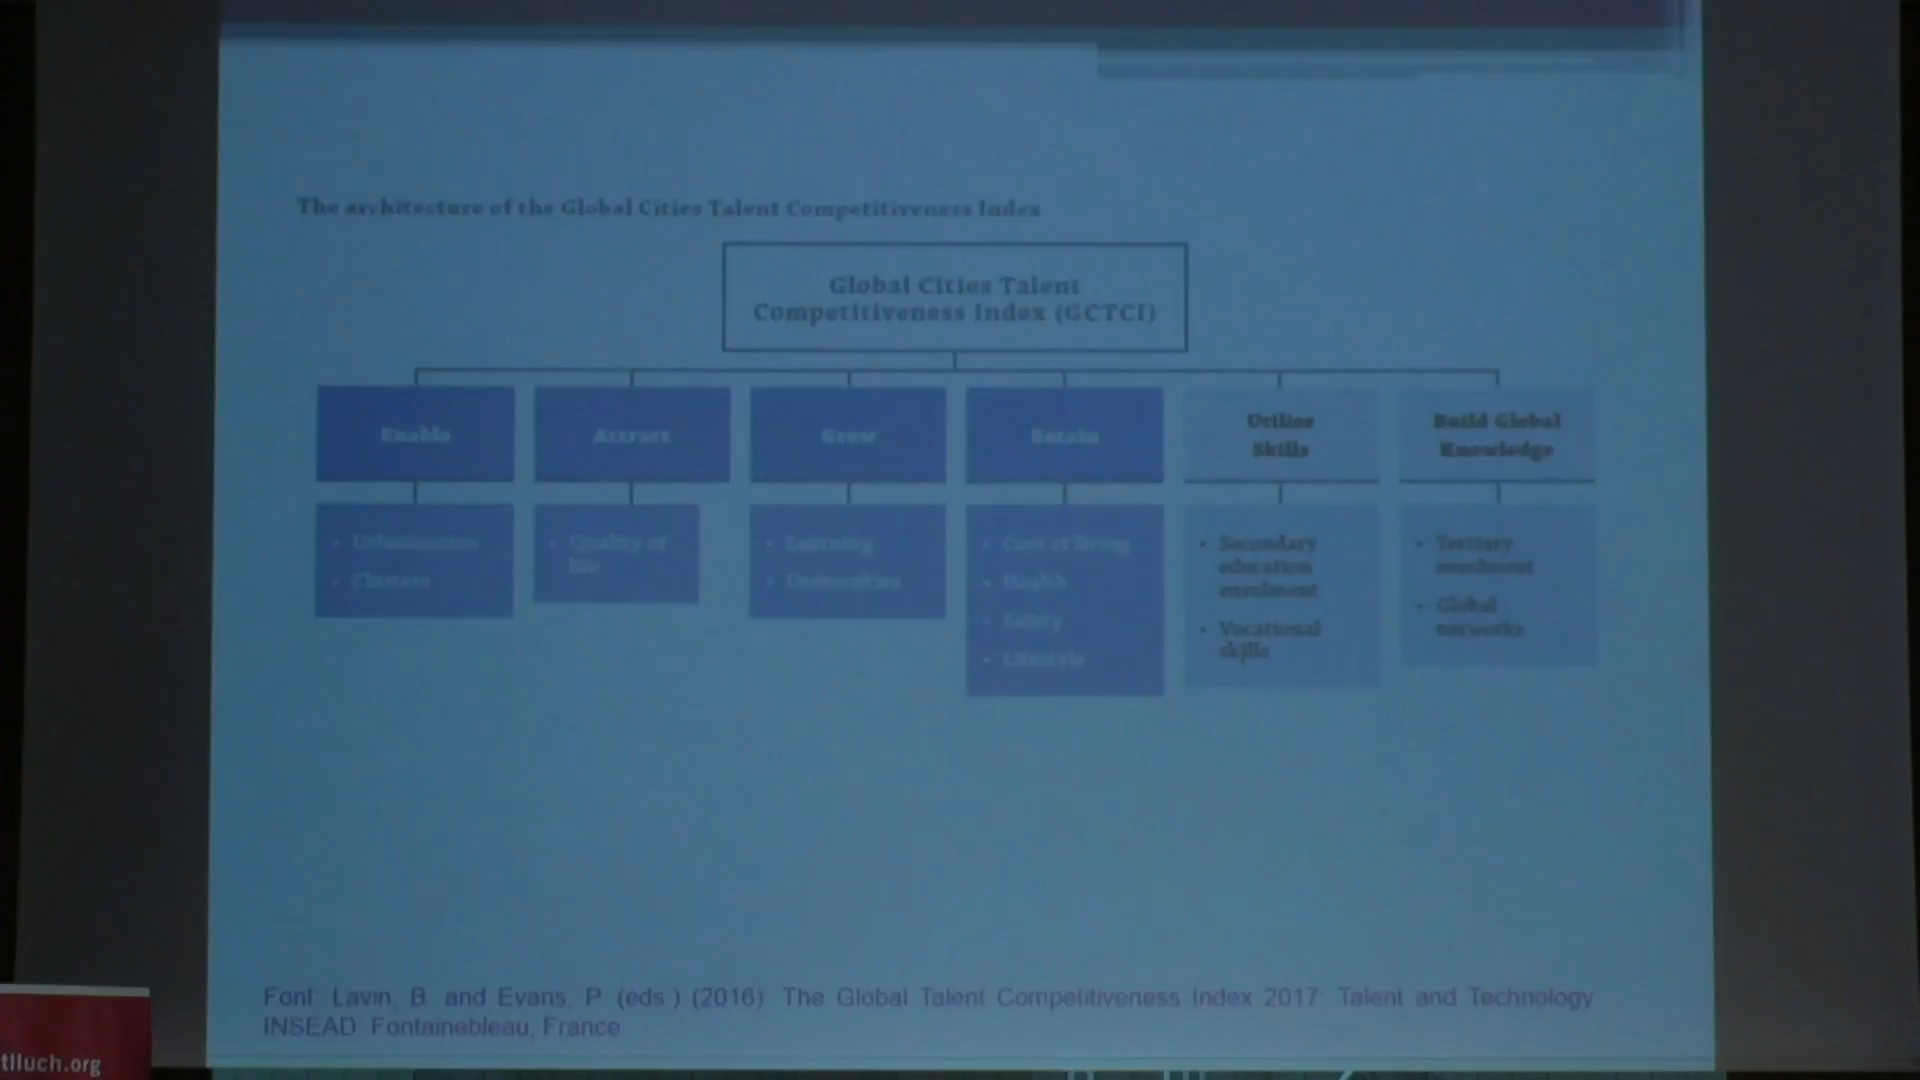 The architecture of the Global Cities Talent Competitiveness Index
Global Cities Talent
Competitiveness Index (GCTCI)
Enable
Attract
Grow
Retain
Utilise
Skills
Build Global
Knowledge
• Urbanisation
• Clusters
• Quality of
life
• Learning
• Universities
• Cost of living
• Health
• Safety
• Lifestyle
• Secondary
education
enrolment
• Vocational
skills
• Tertiary
enrolment
• Global
networks
Font: Lavin, B. and Evans, P. (eds.) (2016). The Global Talent Competitiveness Index 2017: Talent and Technology
INSEAD. Fontainebleau, France
tlluch.org